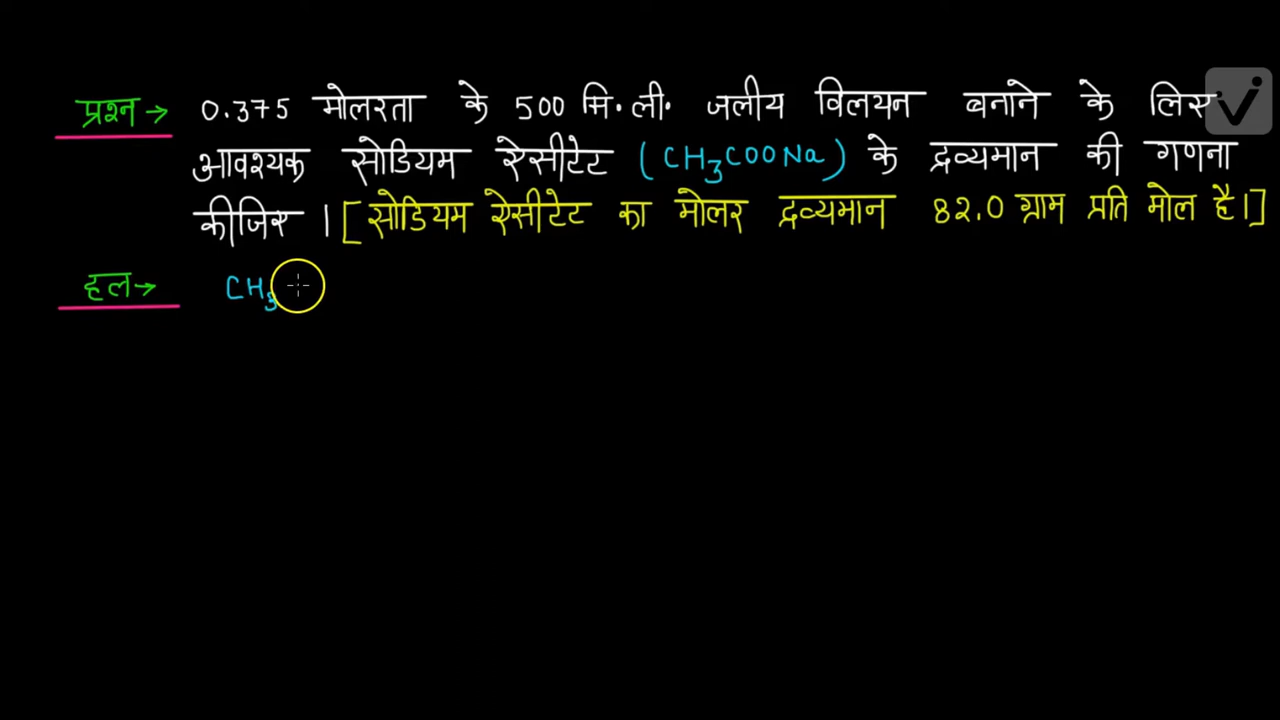 प्रश्न → 0.375 मोलरता के 500 मि.ली. जलीय विलयन बनाने के लिए
आवश्यक सोडियम ऐसीटेट (CH₃COONa) के द्रव्यमान की गणना
कीजिए । [सोडियम ऐसीटेट का मोलर द्रव्यमान 82.0 ग्राम प्रति मोल है।]
हल → CH₃